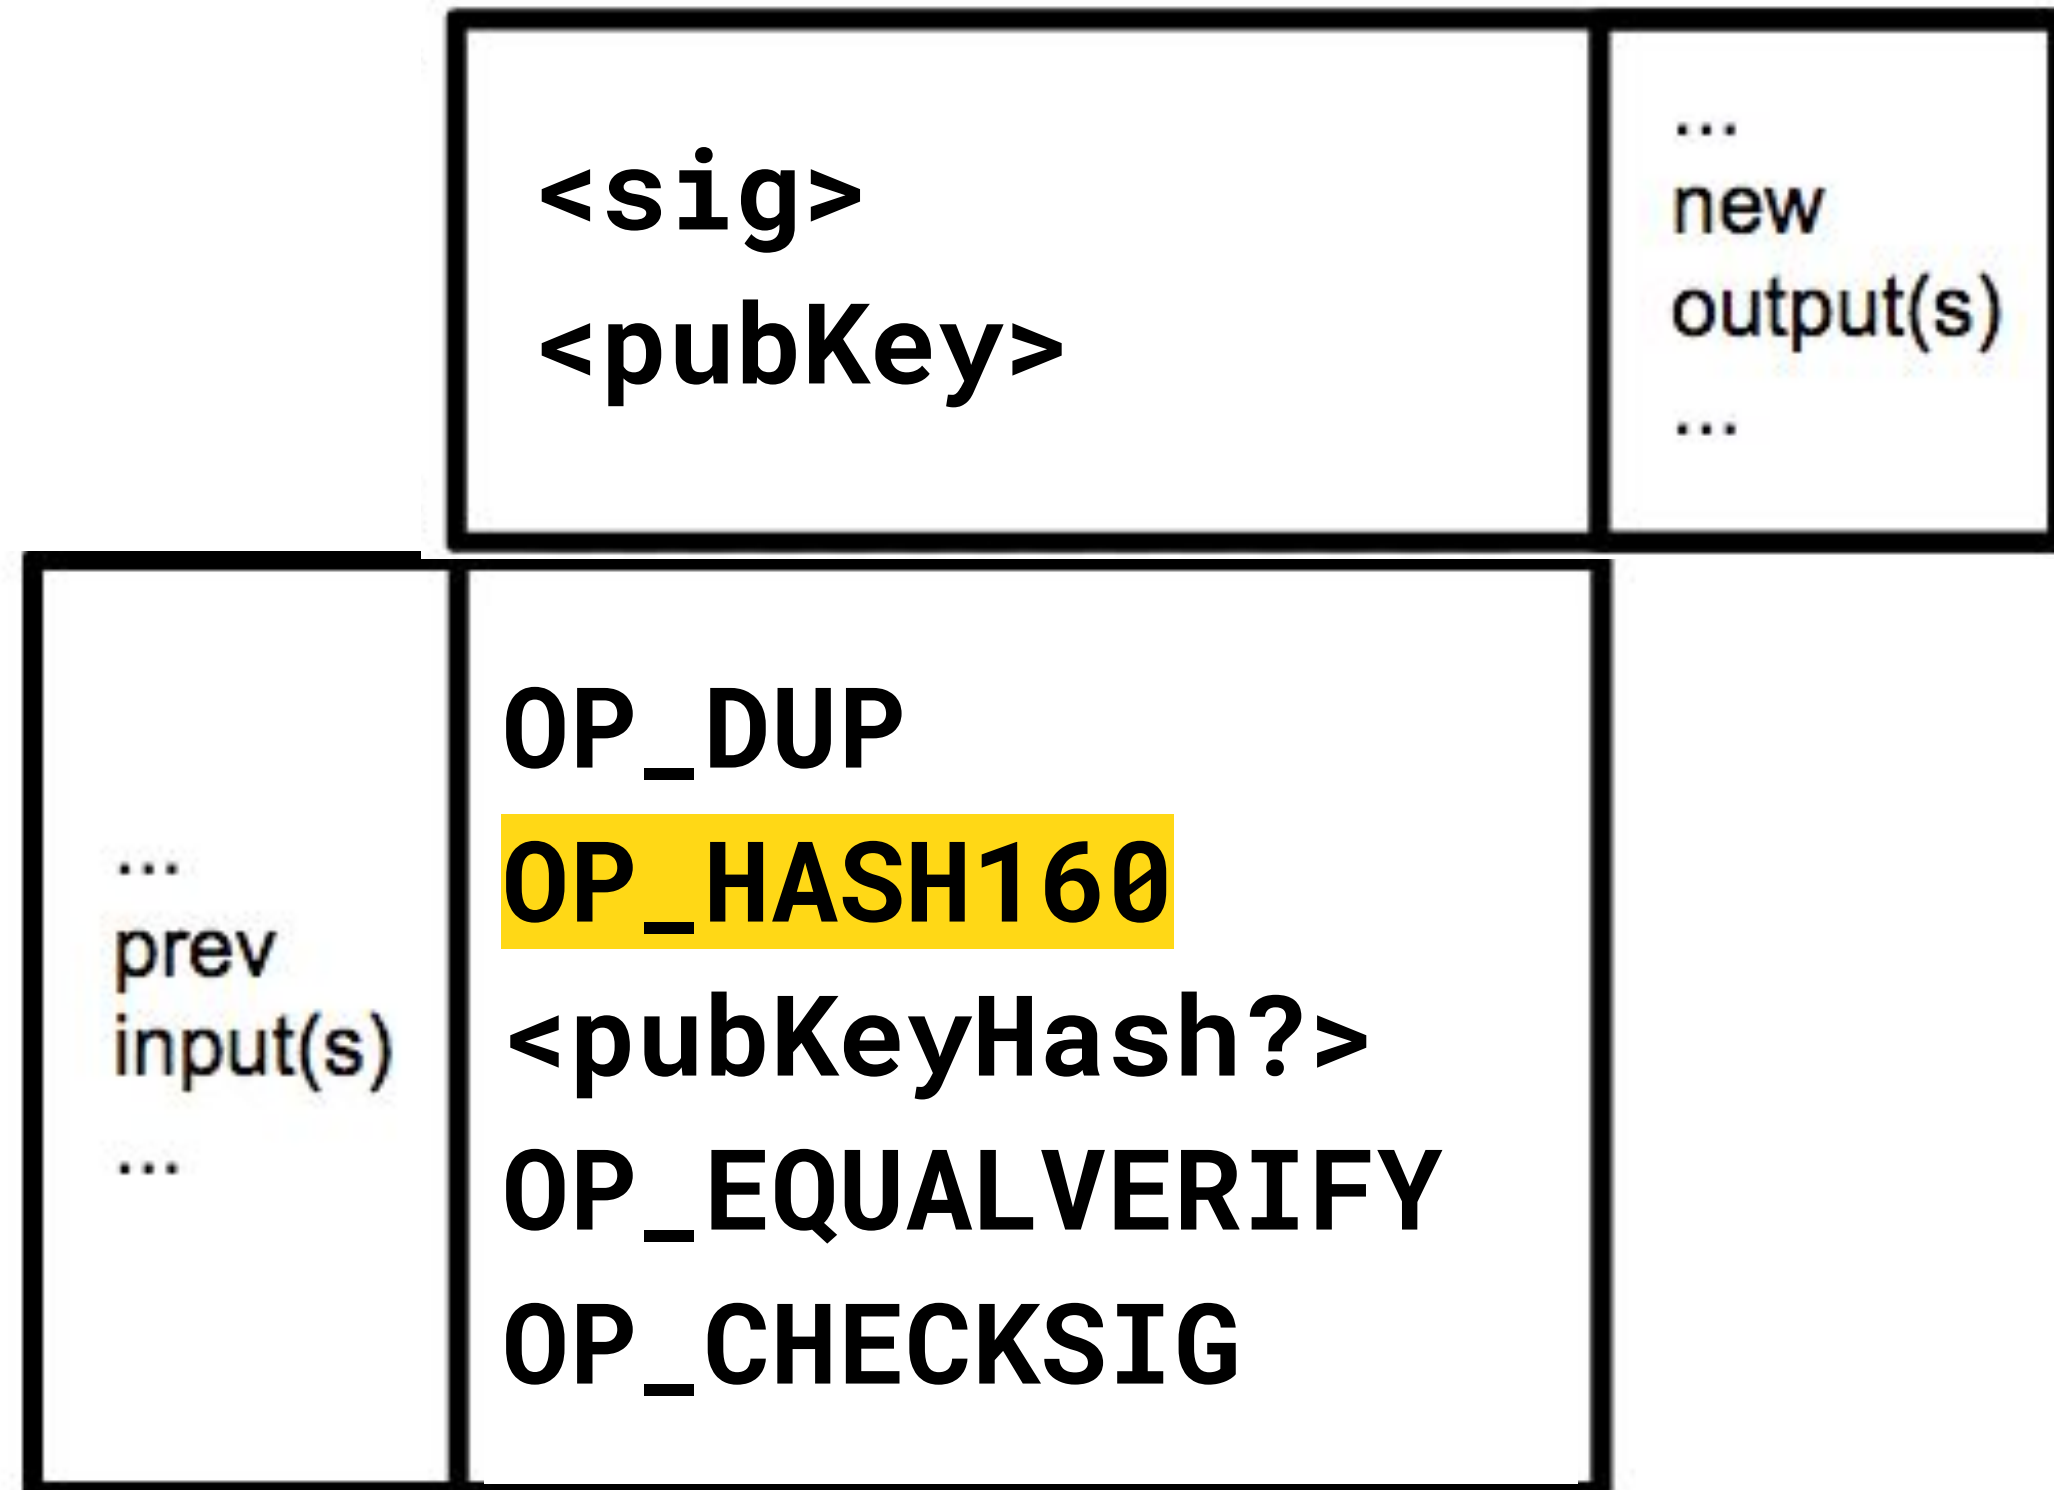 <sig>
<pubKey>
...
new
output(s)
...
...
prev
input(s)
...
OP_DUP
OP_HASH160
<pubKeyHash?>
OP_EQUALVERIFY
OP_CHECKSIG